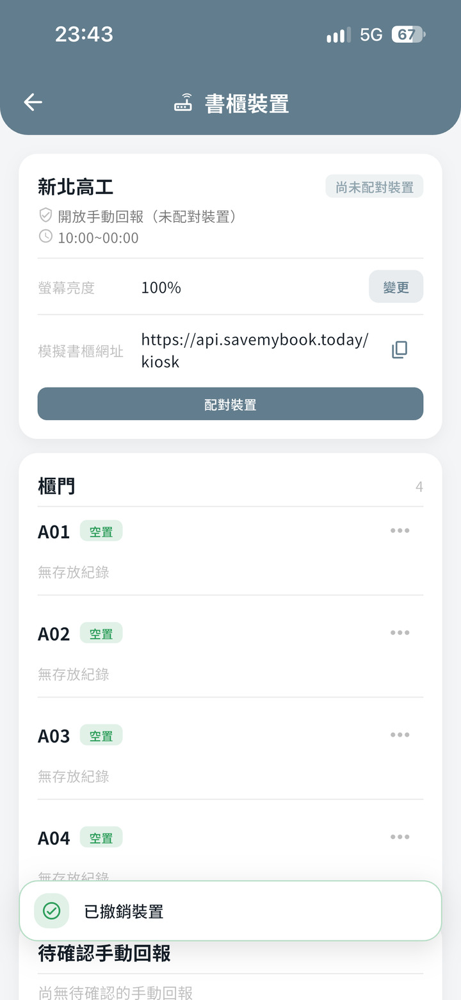 23:43
5G
67
書櫃裝置
新北高工
尚未配對裝置
開放手動回報（未配對裝置）
10:00~00:00
螢幕亮度
100%
變更
模擬書櫃網址
https://api.savemybook.today/
kiosk
配對裝置
櫃門
4
A01
空置
無存放紀錄
A02
空置
無存放紀錄
A03
空置
無存放紀錄
A04
空置
無存放紀錄
已撤銷裝置
待確認手動回報
尚無待確認的手動回報